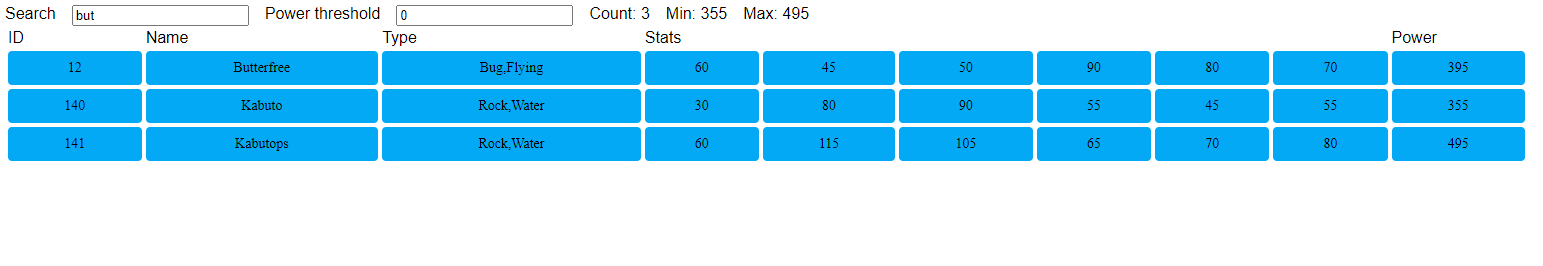 Search but Power threshold 0 Count: 3 Min: 355 Max: 495
ID Name Type Stats Power
12 Butterfree Bug,Flying 60 45 50 90 80 70 395
140 Kabuto Rock,Water 30 80 90 55 45 55 355
141 Kabutops Rock,Water 60 115 105 65 70 80 495